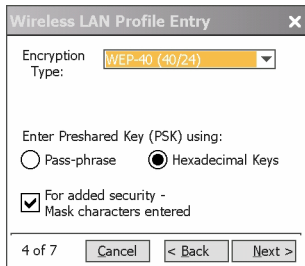 Wireless LAN Profile Entry
Encryption Type:
WEP-40 (40/24)
Enter Preshared Key (PSK) using:
Pass-phrase
Hexadecimal Keys
For added security -
Mask characters entered
4 of 7
Cancel
< Back
Next >